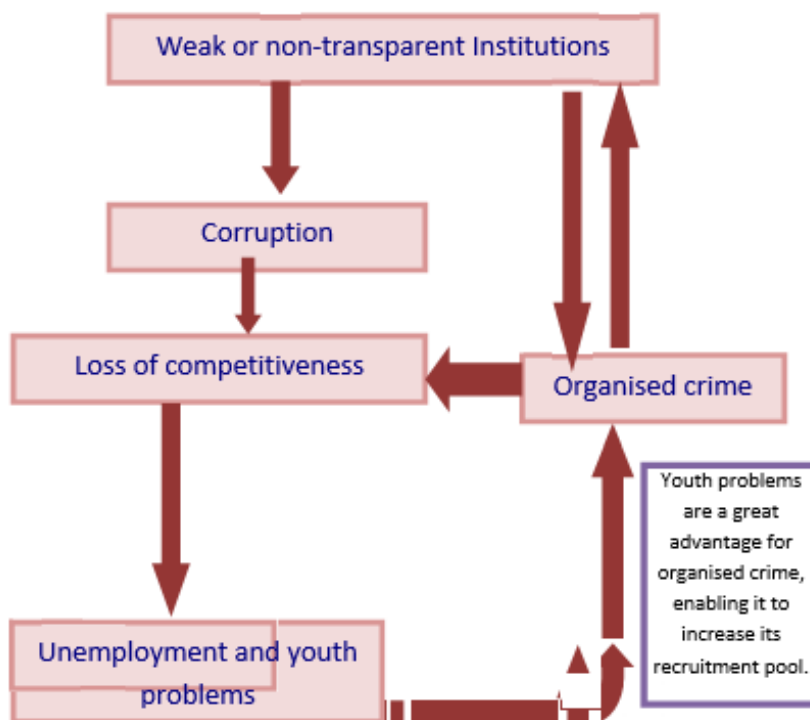 Weak or non-transparent Institutions
Corruption
Loss of competitiveness
Organised crime
Youth problems
are a great
advantage for
organised crime,
enabling it to
increase its
recruitment pool.
Unemployment and youth
problems